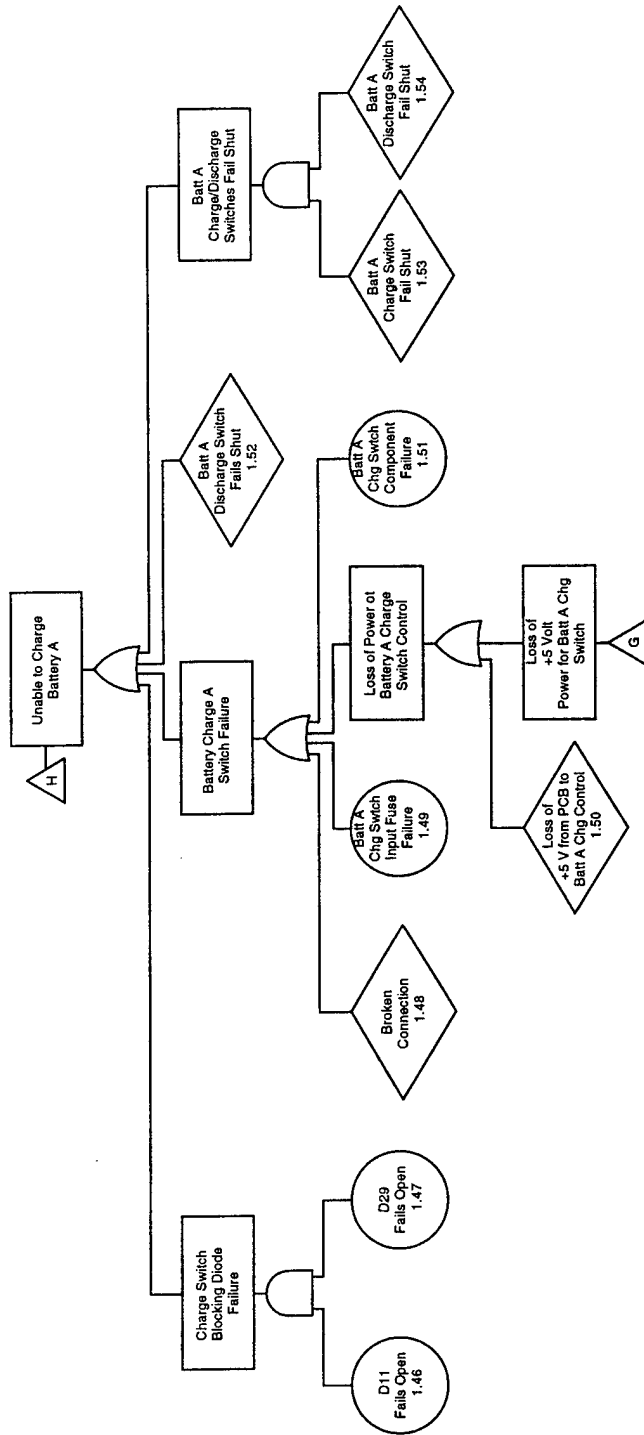 Unable to Charge
Battery A
H
Charge Switch
Blocking Diode
Failure
Battery Charge A
Switch Failure
Batt A
Discharge Switch
Fails Shut
1.52
Batt A
Charge/Discharge
Switches Fail Shut
D11
Fails Open
1.46
D29
Fails Open
1.47
Broken
Connection
1.48
Batt A
Chg Swtch
Input Fuse
Failure
1.49
Loss of Power ot
Battery A Charge
Switch Control
Batt A
Chg Swtch
Component
Failure
1.51
Batt A
Charge Switch
Fail Shut
1.53
Batt A
Discharge Switch
Fail Shut
1.54
Loss of
+5 V from PCB to
Batt A Chg Control
1.50
Loss of
+5 Volt
Power for Batt A Chg
Switch
G